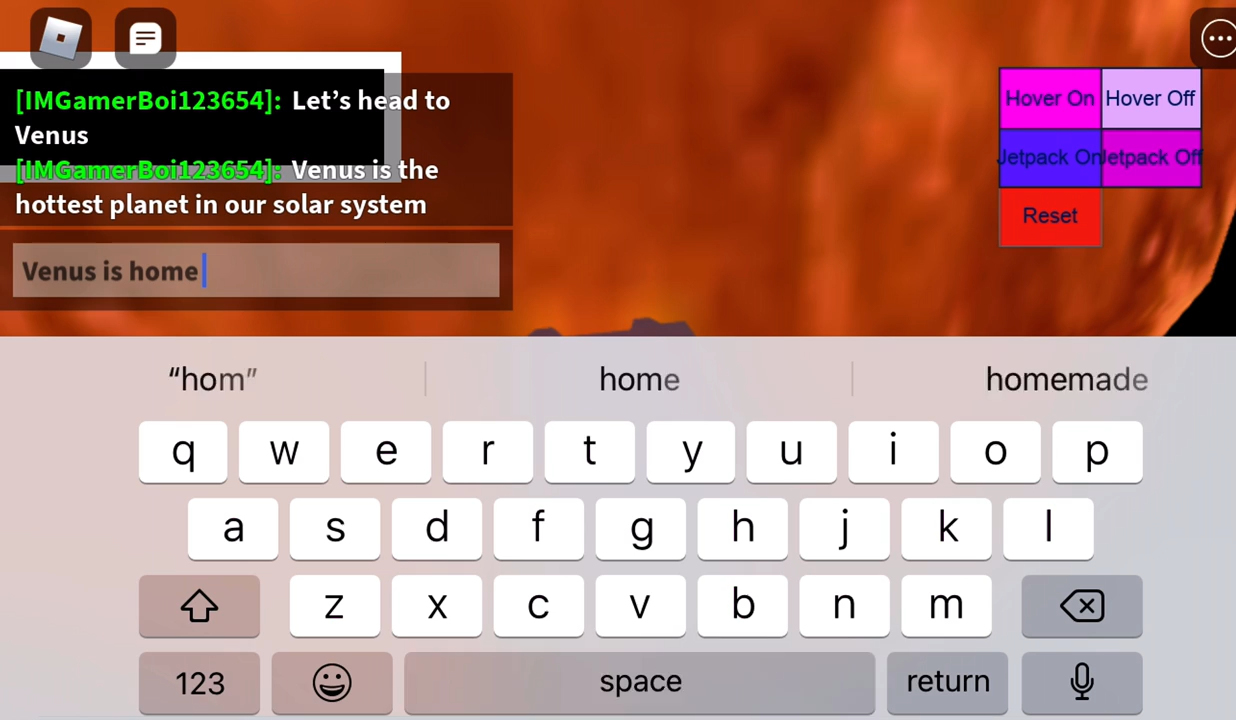 [IMGamerBoi123654]: Let's head to
Venus
[IMGamerBoi123654]: Venus is the
hottest planet in our solar system
Venus is home
Hover On Hover Off
Jetpack On Jetpack Off
Reset
“hom” home homemade
q w e r t y u i o p
a s d f g h j k l
z x c v b n m
123 space return